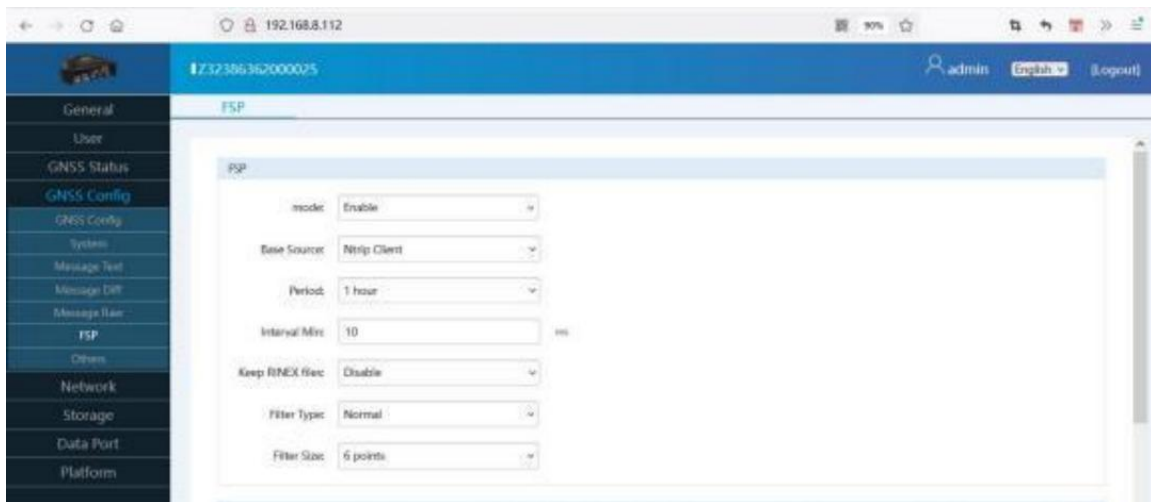 192.168.8.112
90%
Z32386362000025
admin
English
[Logout]
General
User
GNSS Status
GNSS Config
GNSS Config
System
Message Text
Message Diff
Message Raw
FSP
Others
Network
Storage
Data Port
Platform
FSP
FSP
mode: Enable
Base Source: Ntrip Client
Period: 1 hour
Interval Min: 10
Keep RINEX files: Disable
Filter Type: Normal
Filter Size: 6 points